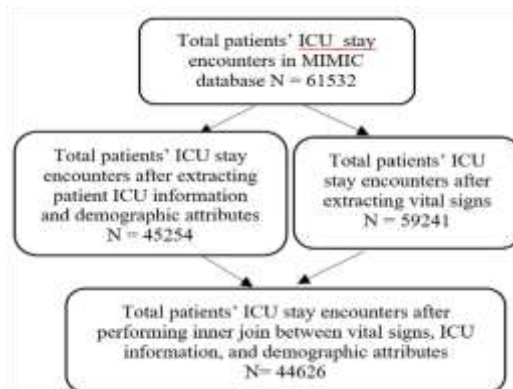 Total patients' ICU stay
encounters in MIMIC
database N = 61532
Total patients' ICU stay
encounters after extracting
patient ICU information
and demographic attributes
N = 45254
Total patients' ICU
stay encounters after
extracting vital signs
N = 59241
Total patients' ICU stay encounters after
performing inner join between vital signs, ICU
information, and demographic attributes
N= 44626